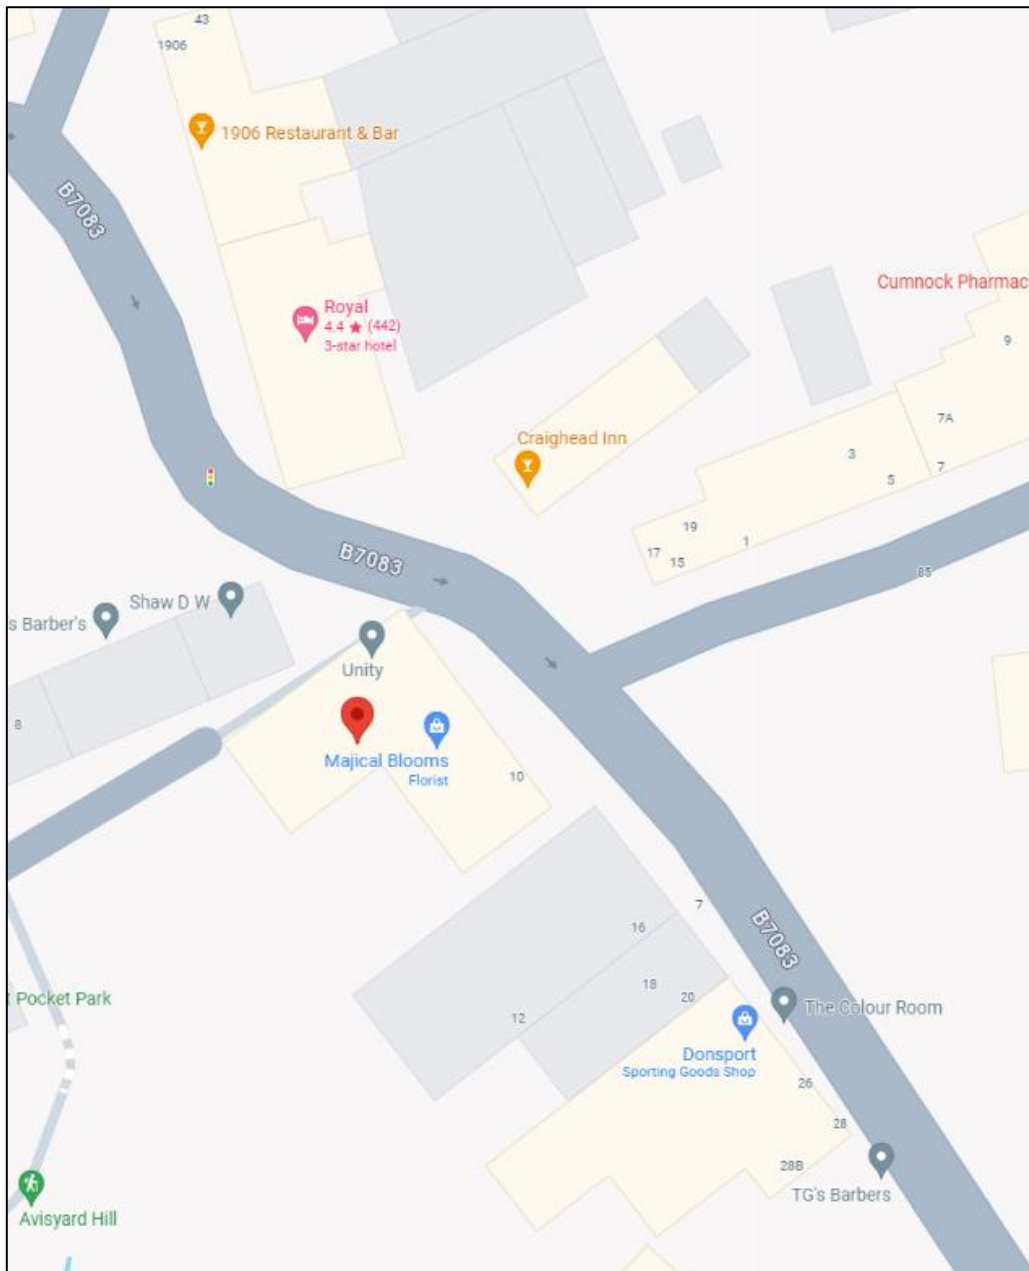 43
1906
1906 Restaurant & Bar
B7083
Royal
4.4 ★ (442)
3-star hotel
Cumnock Pharmac
9
7A
7
Craighead Inn
3
5
19
17
15
1
B7083
85
Shaw D W
s Barber's
Unity
8
Majical Blooms
Florist
10
7
16
B7083
18
20
12
Pocket Park
The Colour Room
Donsport
Sporting Goods Shop
26
28
28B
TG's Barbers
Avisyard Hill